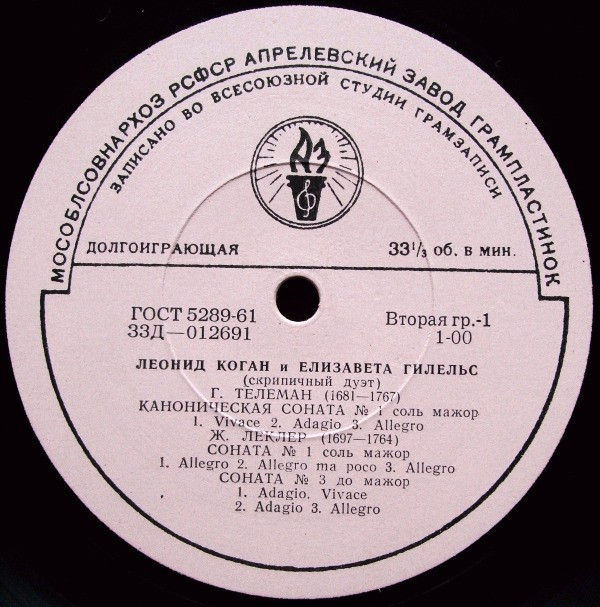 МОСОБЛСОВНАРХОЗ РСФСР АПРЕЛЕВСКИЙ ЗАВОД ГРАМПЛАСТИНОК
ЗАПИСАНО ВО ВСЕСОЮЗНОЙ СТУДИИ ГРАМЗАПИСИ
АЗ
ДОЛГОИГРАЮЩАЯ
33⅓ об. в мин.
ГОСТ 5289-61
33Д—012691
Вторая гр.-1
1-00
ЛЕОНИД КОГАН и ЕЛИЗАВЕТА ГИЛЕЛЬС
(скрипичный дуэт)
Г. ТЕЛЕМАН (1681—1767)
КАНОНИЧЕСКАЯ СОНАТА № 1 соль мажор
1. Vivace 2. Adagio 3. Allegro
Ж. ЛЕКЛЕР (1697—1764)
СОНАТА № 1 соль мажор
1. Allegro 2. Allegro ma poco 3. Allegro
СОНАТА № 3 до мажор
1. Adagio. Vivace
2. Adagio 3. Allegro